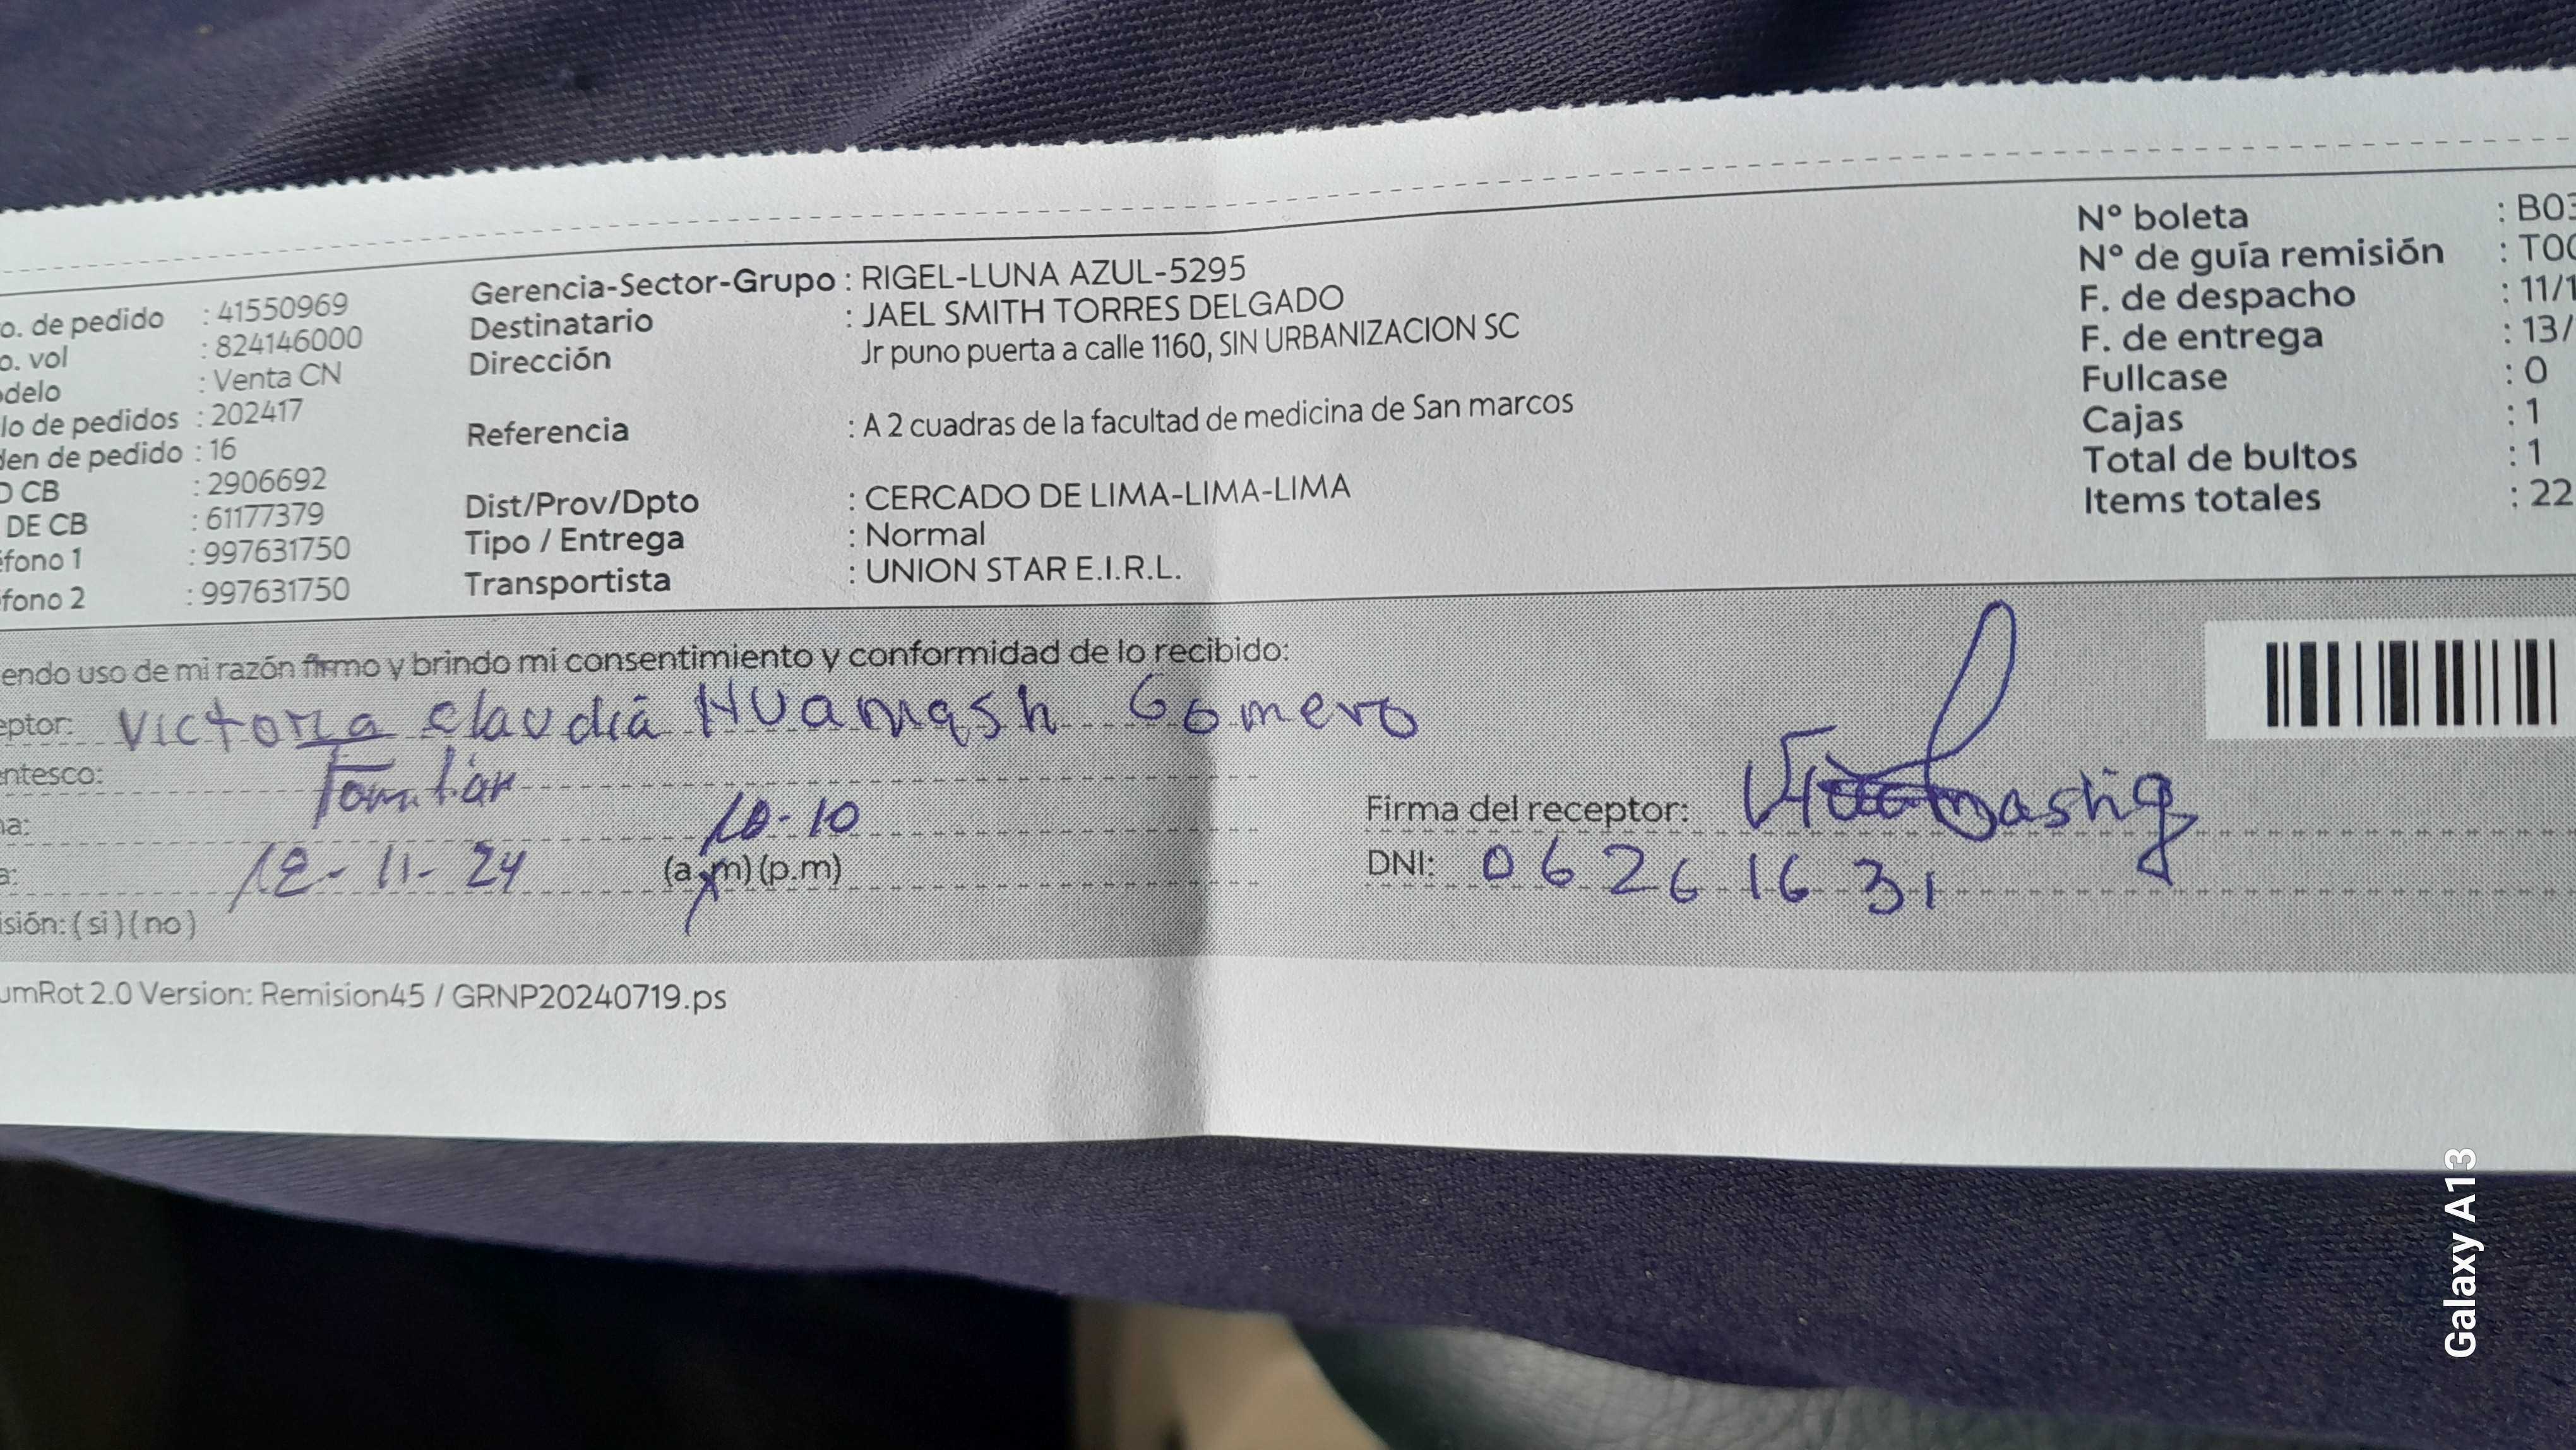 o. de pedido : 41550969
o. vol : 824146000
delo : Venta CN
lo de pedidos : 202417
den de pedido : 16
D CB : 2906692
DE CB : 61177379
éfono 1 : 997631750
fono 2 : 997631750
Gerencia-Sector-Grupo : RIGEL-LUNA AZUL-5295
Destinatario : JAEL SMITH TORRES DELGADO
Dirección Jr puno puerta a calle 1160, SIN URBANIZACION SC
Referencia : A 2 cuadras de la facultad de medicina de San marcos
Dist/Prov/Dpto : CERCADO DE LIMA-LIMA-LIMA
Tipo / Entrega : Normal
Transportista : UNION STAR E.I.R.L.
Nº boleta : B03
Nº de guía remisión : T00
F. de despacho : 11/1
F. de entrega : 13/
Fullcase : 0
Cajas : 1
Total de bultos : 1
Items totales : 22
endo uso de mi razón firmo y brindo mi consentimiento y conformidad de lo recibido:
eptor: Victoria Claudia Gomero
entesco: Familiar
na:
10-10
a: 12-11-24 (a.m) (p.m)
isión: (si) (no)
Firma del receptor:
DNI: 06261631
umRot 2.0 Version: Remision45 / GRNP20240719.ps
Galaxy A13